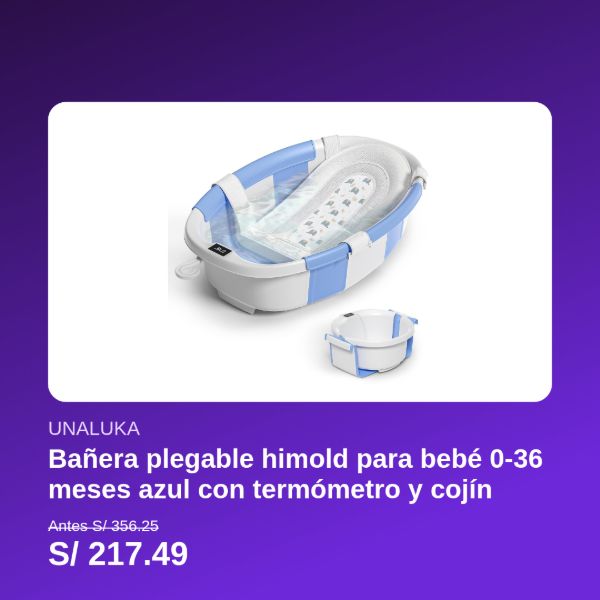 UNALUKA
Bañera plegable himold para bebé 0-36
meses azul con termómetro y cojín
Antes S/ 356.25
S/ 217.49